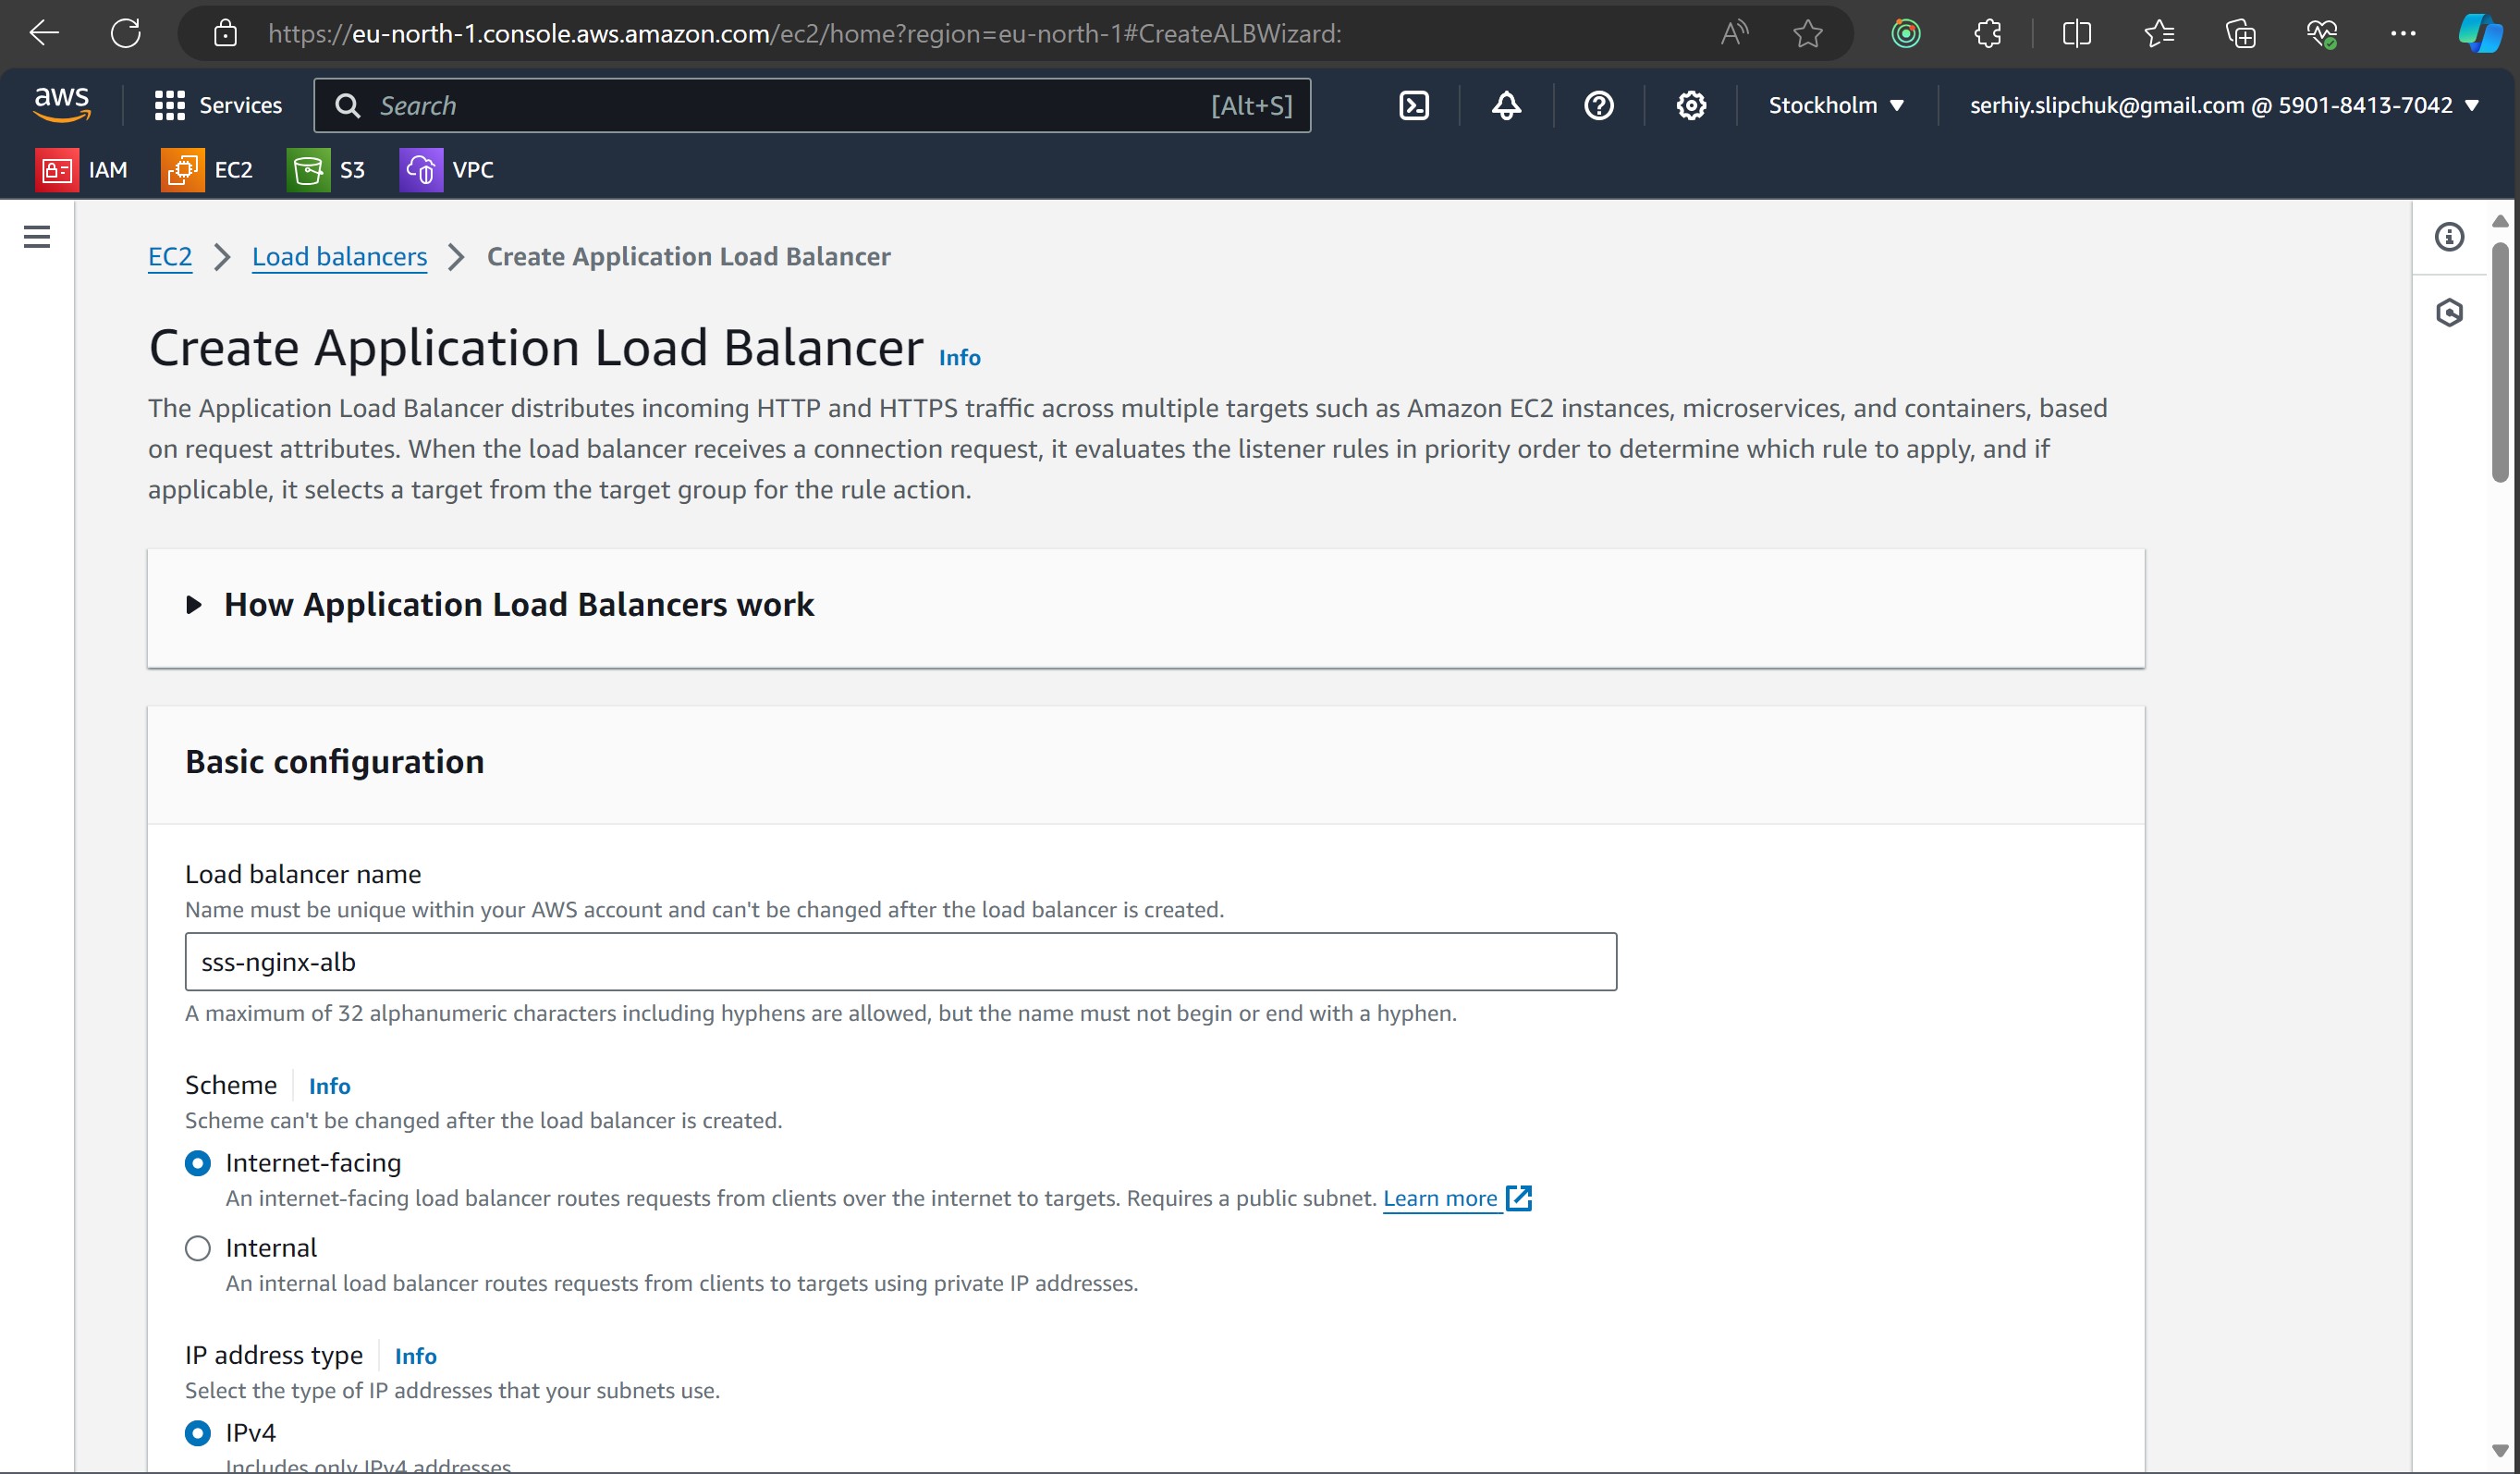 https://eu-north-1.console.aws.amazon.com/ec2/home?region=eu-north-1#CreateALBWizard:
aws
Services
Search
[Alt+S]
Stockholm
serhiy.slipchuk@gmail.com @ 5901-8413-7042
IAM
EC2
S3
VPC
EC2
Load balancers
Create Application Load Balancer
Create Application Load Balancer Info
The Application Load Balancer distributes incoming HTTP and HTTPS traffic across multiple targets such as Amazon EC2 instances, microservices, and containers, based
on request attributes. When the load balancer receives a connection request, it evaluates the listener rules in priority order to determine which rule to apply, and if
applicable, it selects a target from the target group for the rule action.
How Application Load Balancers work
Basic configuration
Load balancer name
Name must be unique within your AWS account and can't be changed after the load balancer is created.
sss-nginx-alb
A maximum of 32 alphanumeric characters including hyphens are allowed, but the name must not begin or end with a hyphen.
Scheme Info
Scheme can't be changed after the load balancer is created.
Internet-facing
An internet-facing load balancer routes requests from clients over the internet to targets. Requires a public subnet. Learn more
Internal
An internal load balancer routes requests from clients to targets using private IP addresses.
IP address type Info
Select the type of IP addresses that your subnets use.
IPv4
Includes only IPv4 addresses.